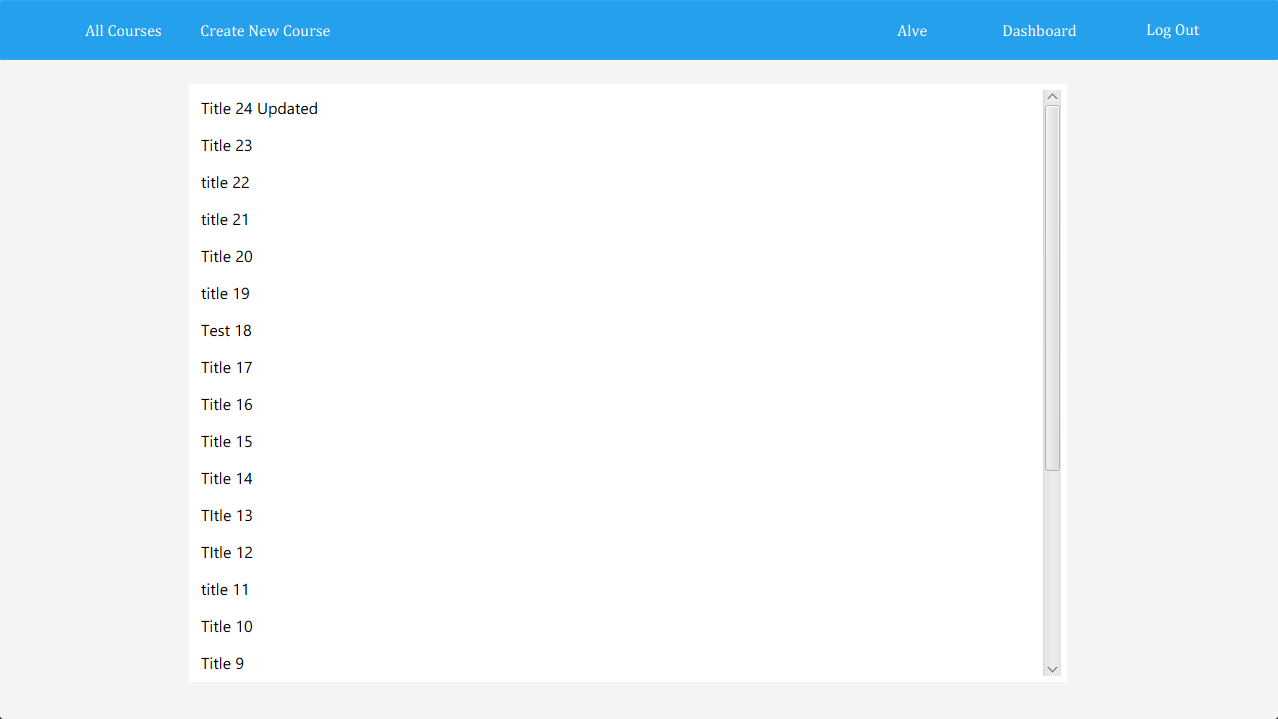 All Courses Create New Course Alve Dashboard Log Out
Title 24 Updated
Title 23
title 22
title 21
Title 20
title 19
Test 18
Title 17
Title 16
Title 15
Title 14
TItle 13
TItle 12
title 11
Title 10
Title 9